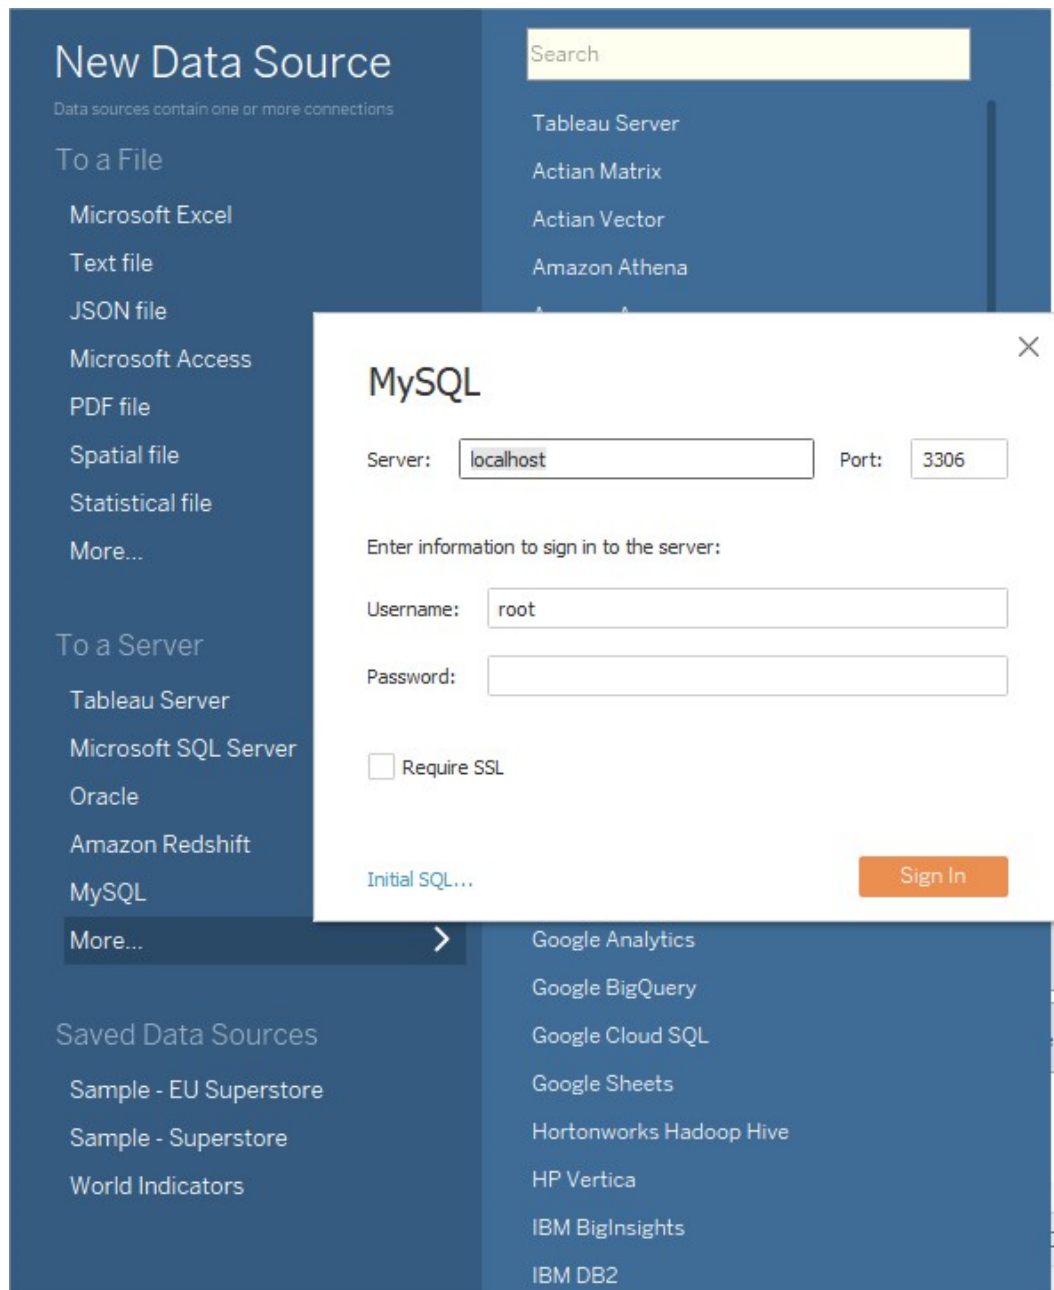 New Data Source
Data sources contain one or more connections
To a File
Microsoft Excel
Text file
JSON file
Microsoft Access
PDF file
Spatial file
Statistical file
More...
To a Server
Tableau Server
Microsoft SQL Server
Oracle
Amazon Redshift
MySQL
More...
Saved Data Sources
Sample - EU Superstore
Sample - Superstore
World Indicators
Search
Tableau Server
Actian Matrix
Actian Vector
Amazon Athena
MySQL
Server: localhost Port: 3306
Enter information to sign in to the server:
Username: root
Password:
Require SSL
Initial SQL... Sign In
Google Analytics
Google BigQuery
Google Cloud SQL
Google Sheets
Hortonworks Hadoop Hive
HP Vertica
IBM BigInsights
IBM DB2